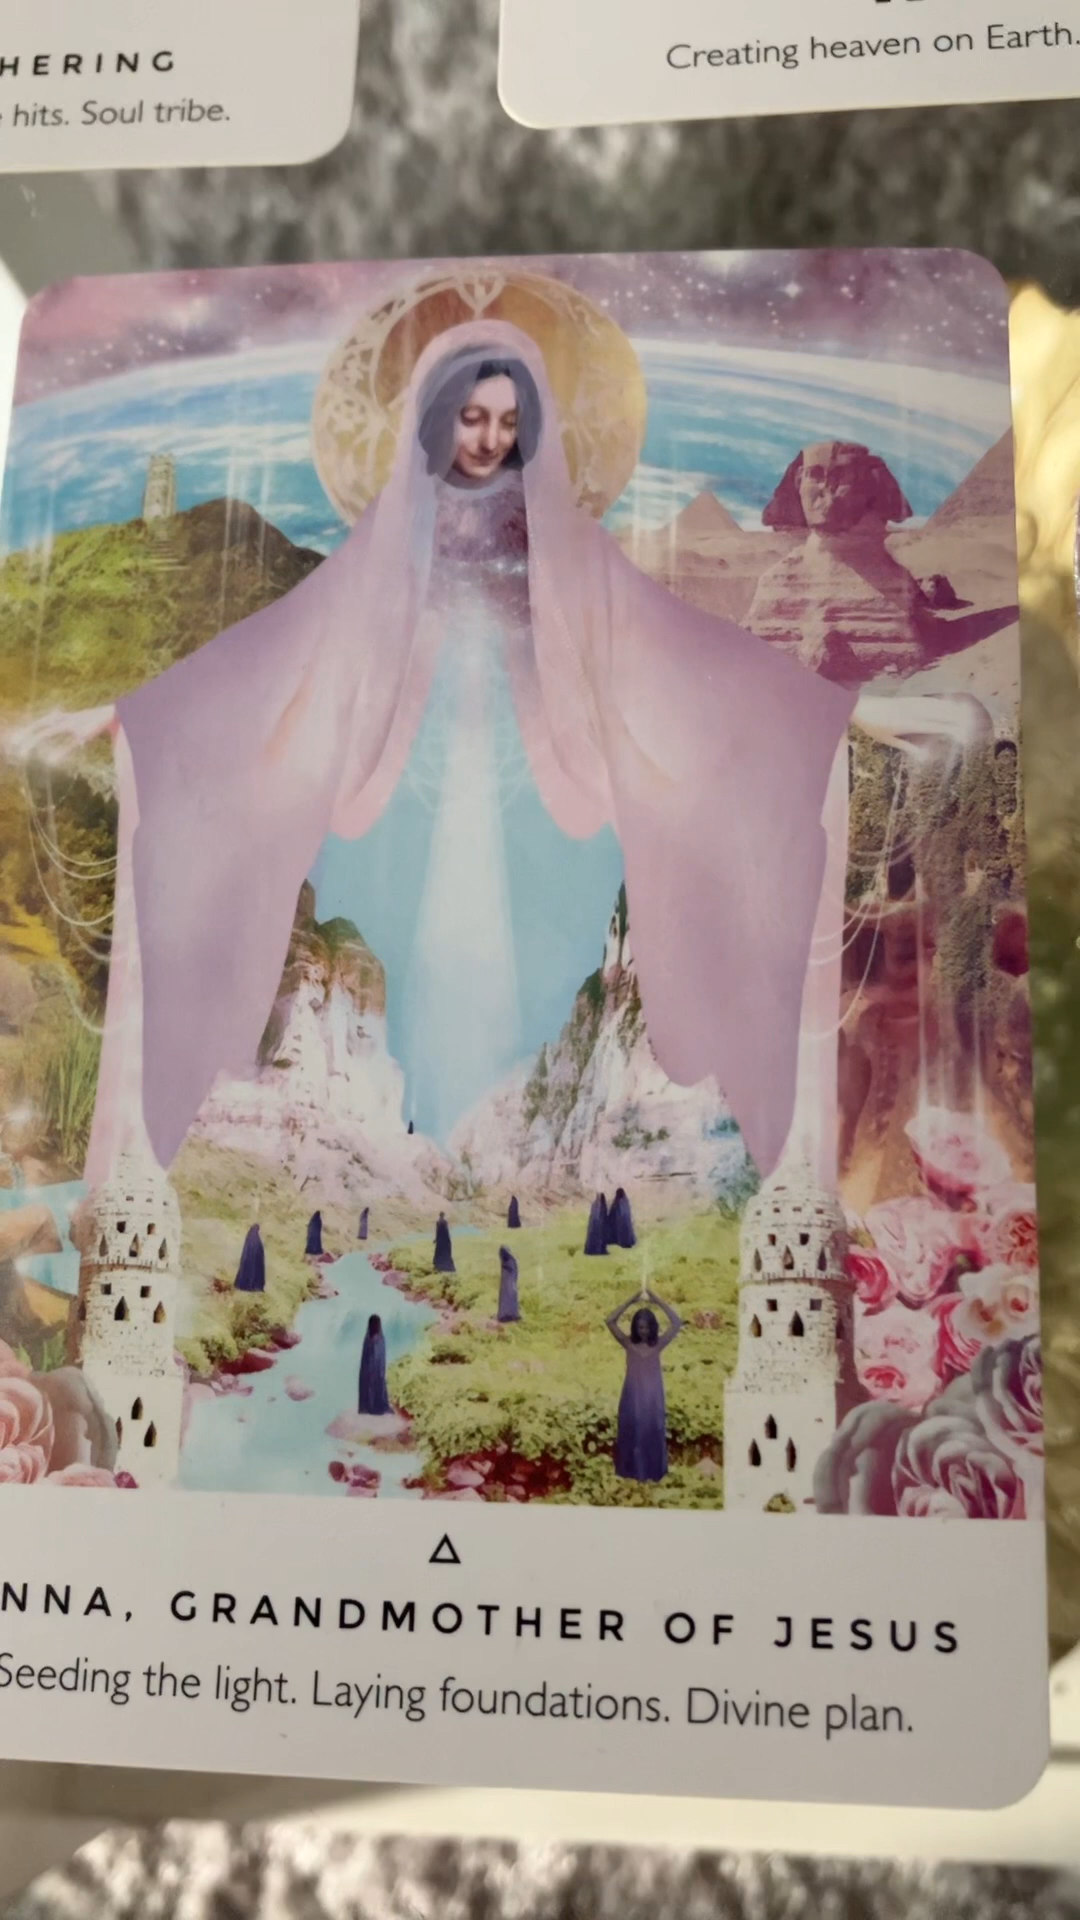 HERING
hits. Soul tribe.
Creating heaven on Earth.
NNA, GRANDMOTHER OF JESUS
Seeding the light. Laying foundations. Divine plan.